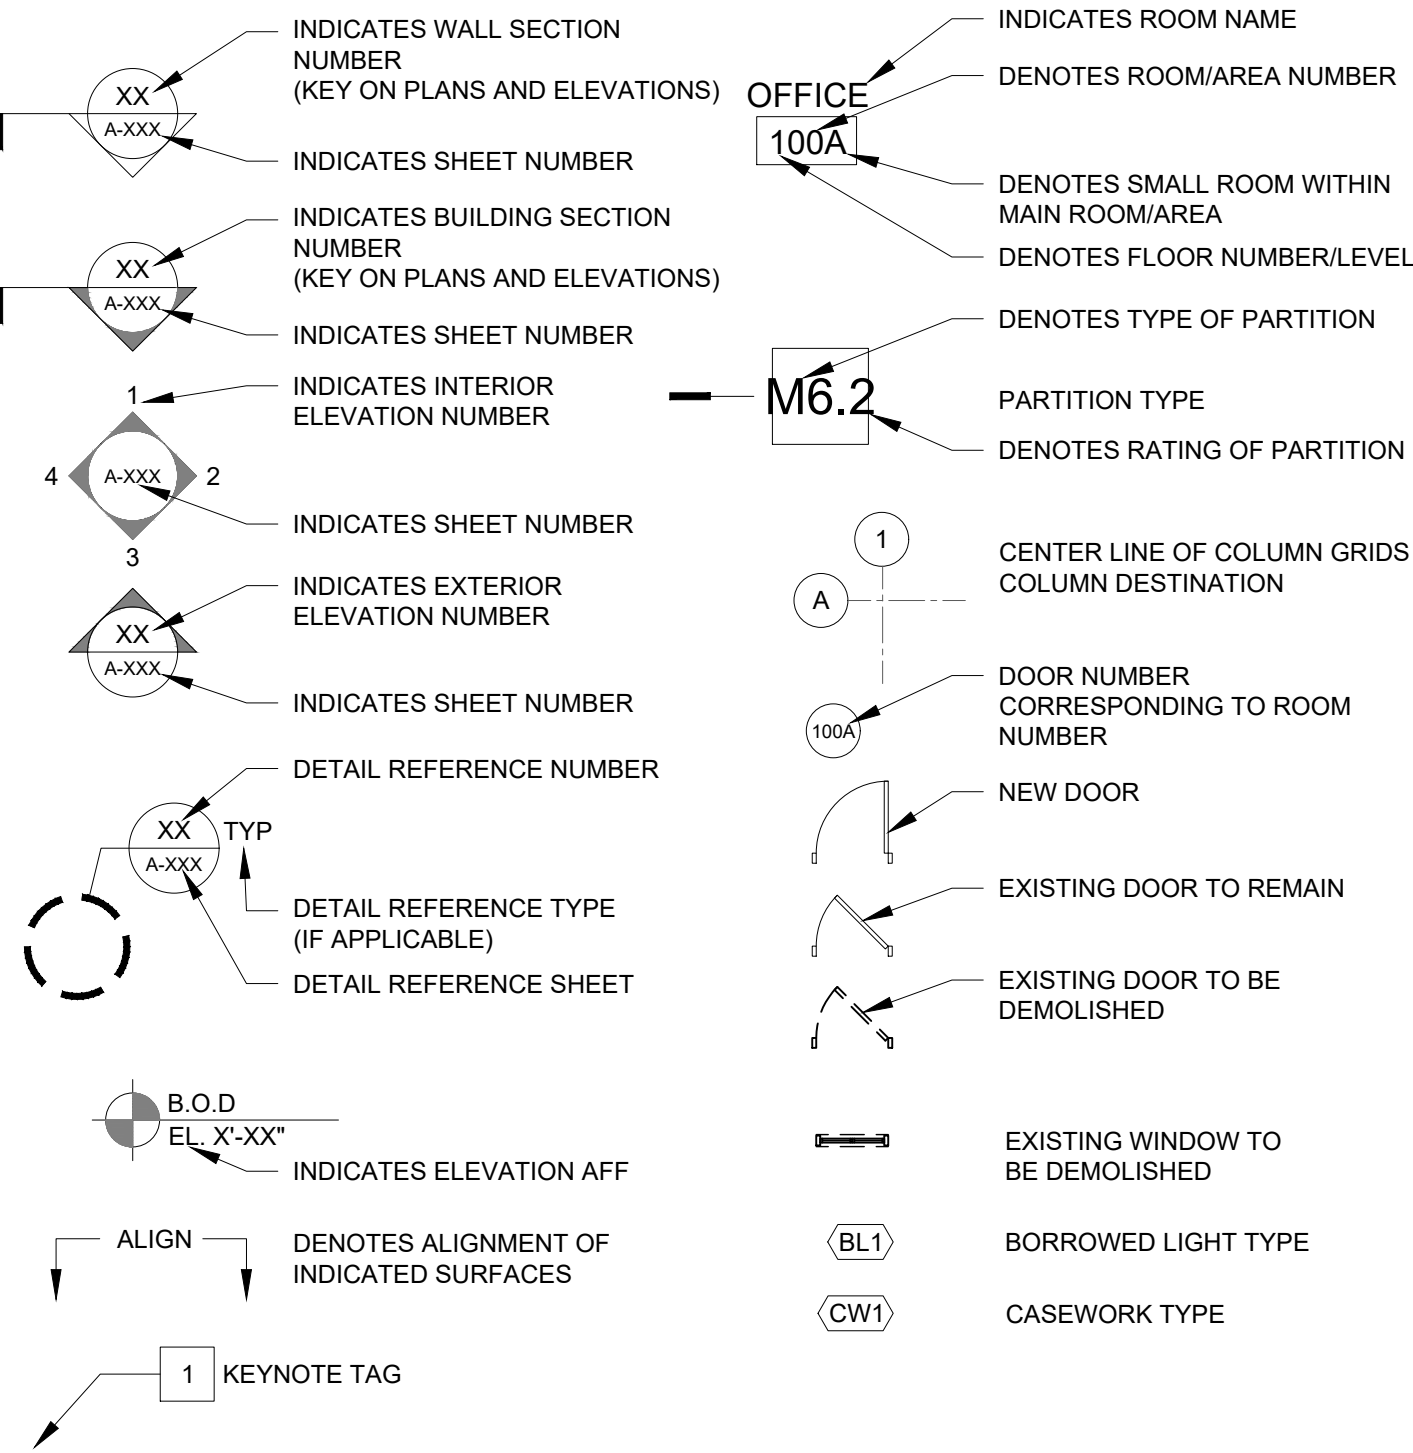 INDICATES WALL SECTION
NUMBER
(KEY ON PLANS AND ELEVATIONS)
XX
A-XXX
INDICATES SHEET NUMBER
INDICATES BUILDING SECTION
NUMBER
(KEY ON PLANS AND ELEVATIONS)
XX
A-XXX
INDICATES SHEET NUMBER
1
INDICATES INTERIOR
ELEVATION NUMBER
4
A-XXX
2
INDICATES SHEET NUMBER
3
INDICATES EXTERIOR
ELEVATION NUMBER
XX
A-XXX
INDICATES SHEET NUMBER
DETAIL REFERENCE NUMBER
XX
TYP
A-XXX
DETAIL REFERENCE TYPE
(IF APPLICABLE)
DETAIL REFERENCE SHEET
B.O.D
EL. X'-XX"
INDICATES ELEVATION AFF
ALIGN
DENOTES ALIGNMENT OF
INDICATED SURFACES
1
KEYNOTE TAG
INDICATES ROOM NAME
OFFICE
DENOTES ROOM/AREA NUMBER
100A
DENOTES SMALL ROOM WITHIN
MAIN ROOM/AREA
DENOTES FLOOR NUMBER/LEVEL
DENOTES TYPE OF PARTITION
M6.2
PARTITION TYPE
DENOTES RATING OF PARTITION
1
A
CENTER LINE OF COLUMN GRIDS
COLUMN DESTINATION
100A
DOOR NUMBER
CORRESPONDING TO ROOM
NUMBER
NEW DOOR
EXISTING DOOR TO REMAIN
EXISTING DOOR TO BE
DEMOLISHED
EXISTING WINDOW TO
BE DEMOLISHED
BL1
BORROWED LIGHT TYPE
CW1
CASEWORK TYPE